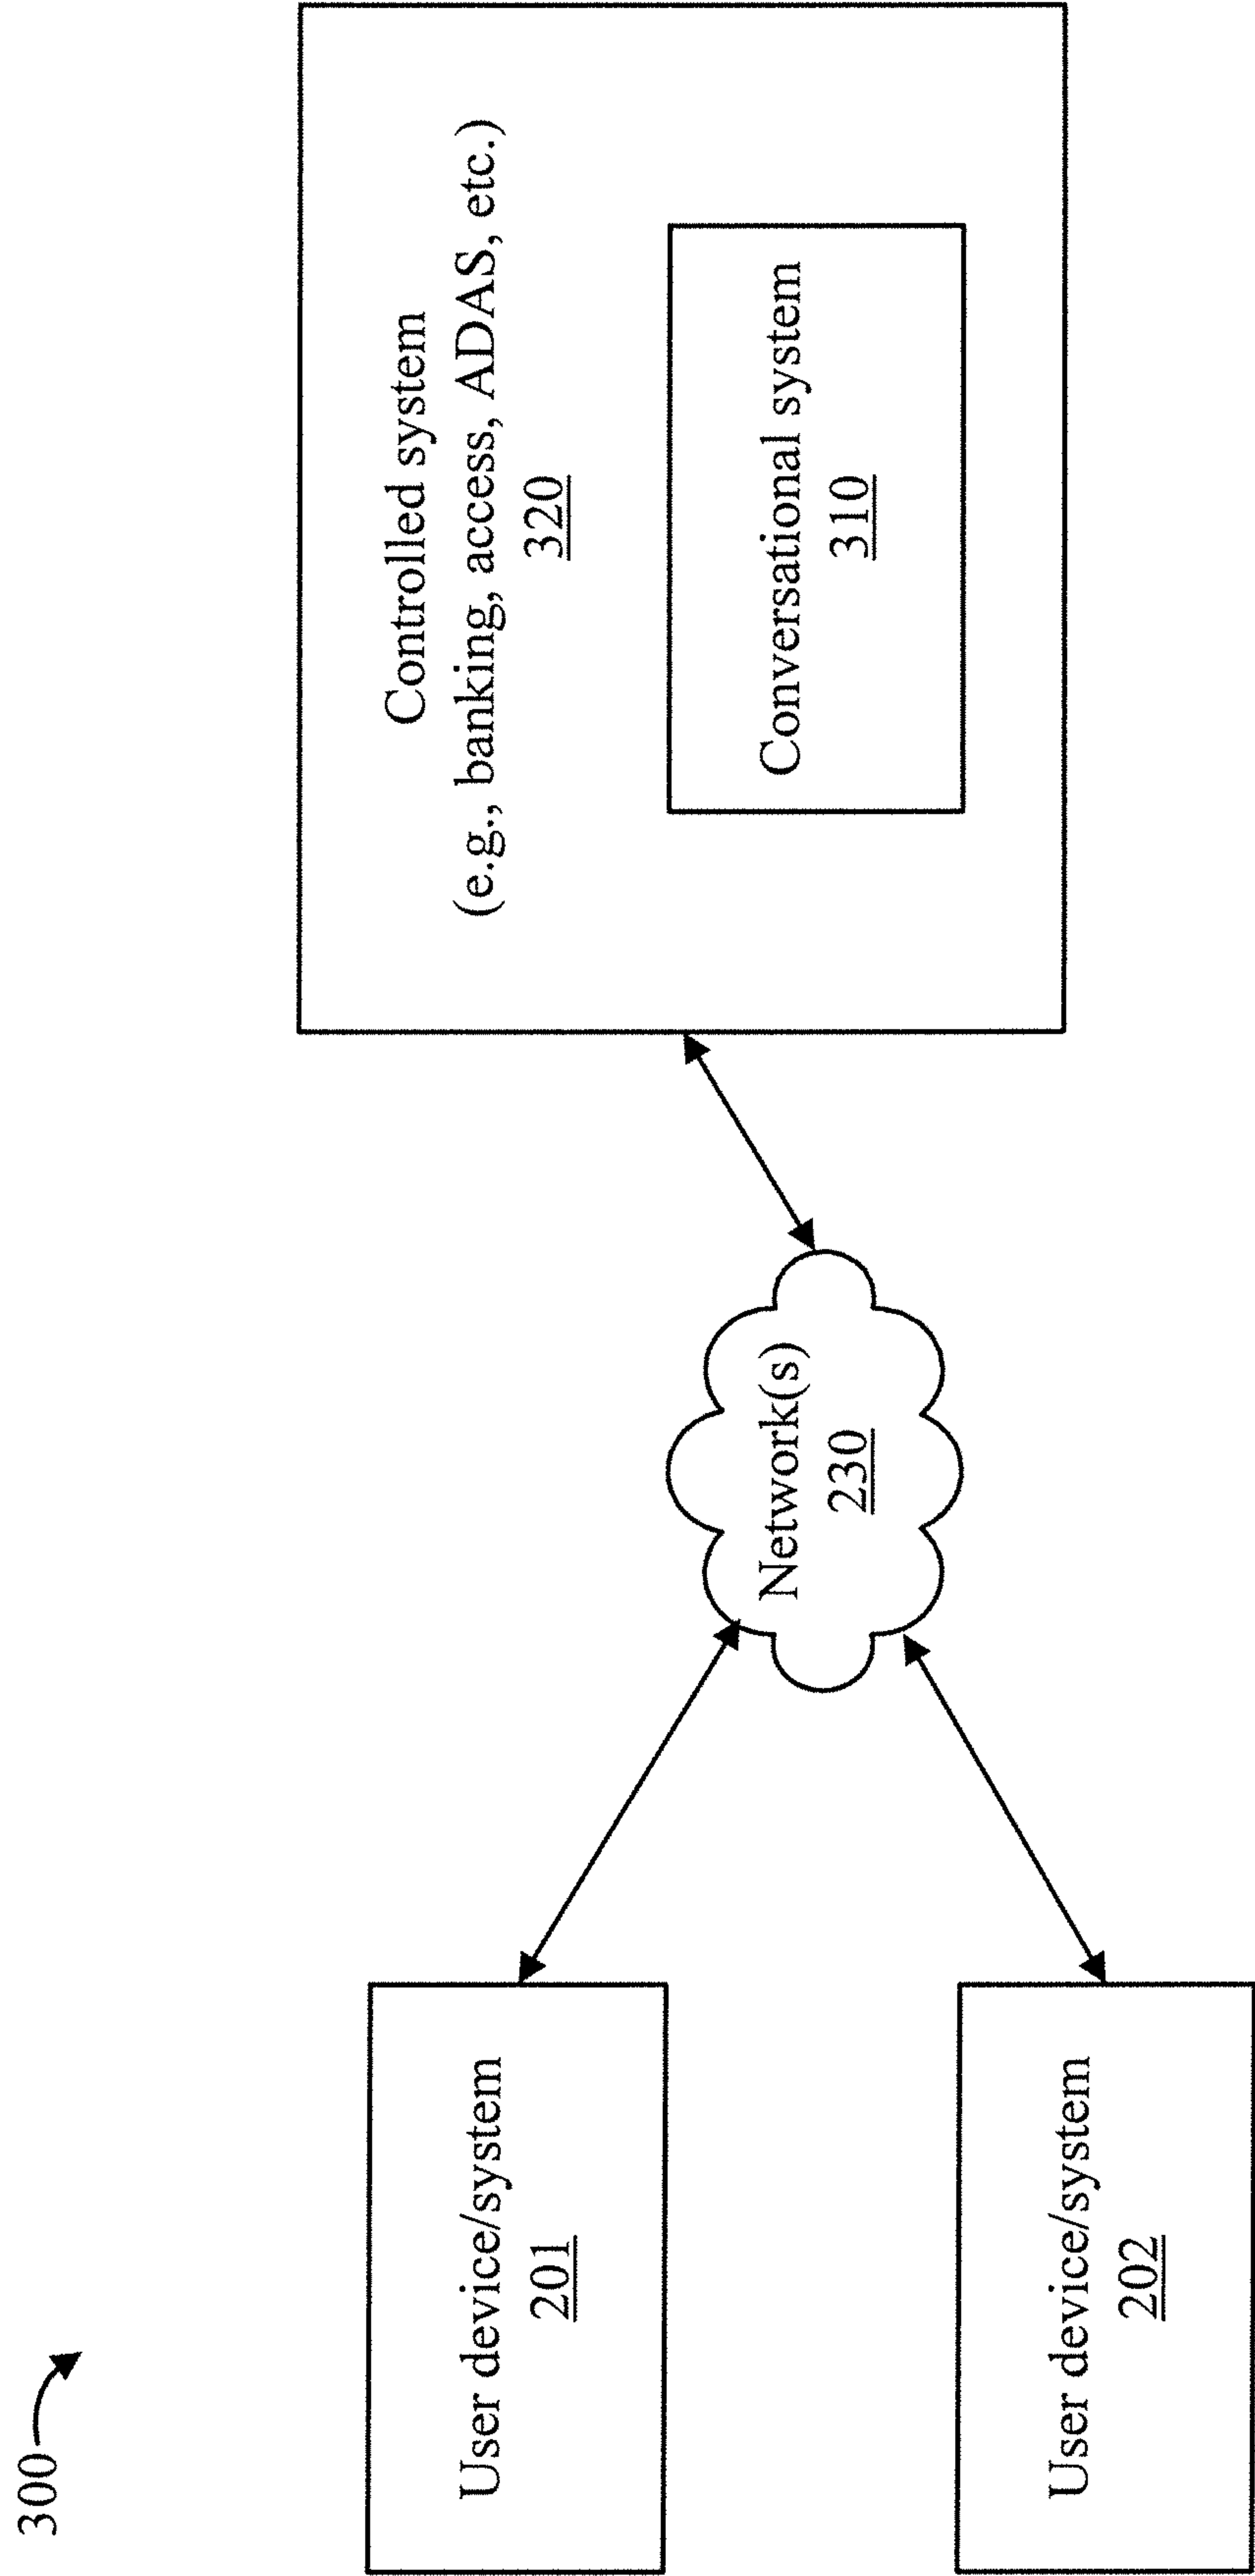 300
User device/system
201
User device/system
202
Network(s)
230
Controlled system
(e.g., banking, access, ADAS, etc.)
320
Conversational system
310